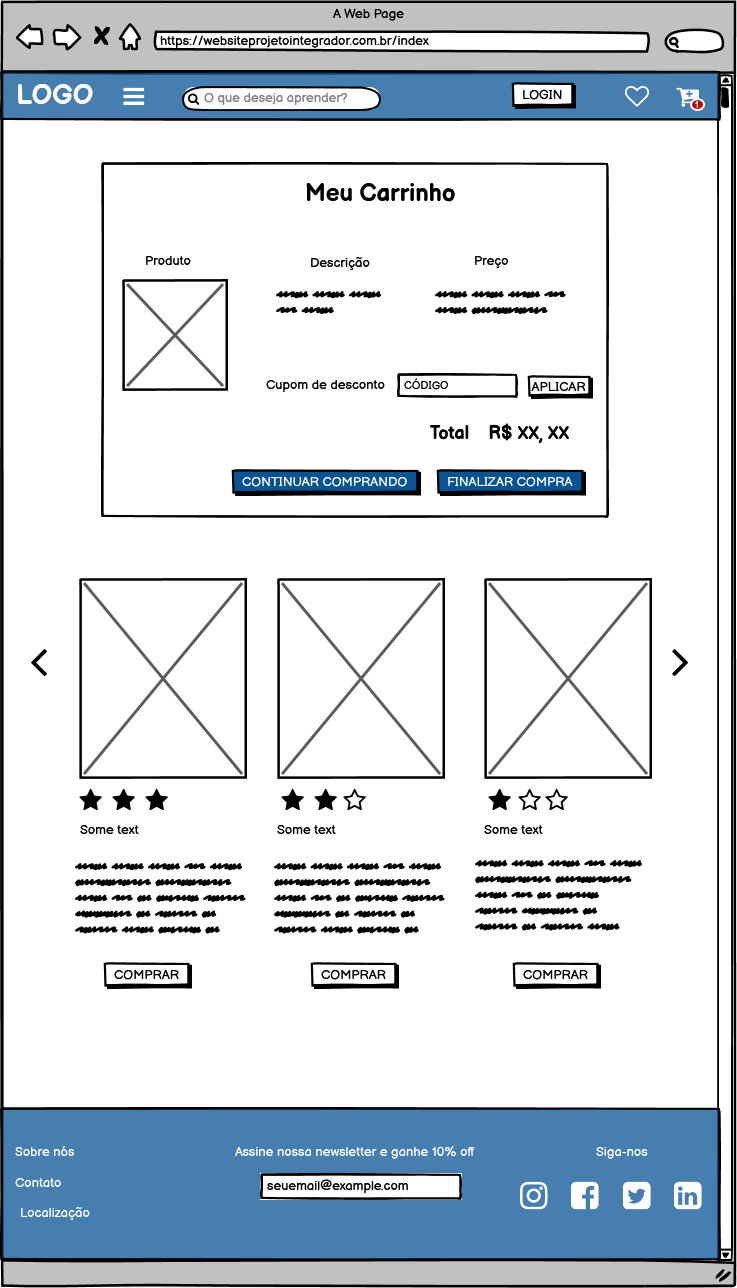 A Web Page
https://websiteprojetointegrador.com.br/index
LOGO
O que deseja aprender?
LOGIN
1
Meu Carrinho
Produto
Descrição
Preço
Cupom de desconto
CÓDIGO
APLICAR
Total R$ XX, XX
CONTINUAR COMPRANDO
FINALIZAR COMPRA
Some text
Some text
Some text
COMPRAR
COMPRAR
COMPRAR
Sobre nós
Contato
Localização
Assine nossa newsletter e ganhe 10% off
seuemail@example.com
Siga-nos